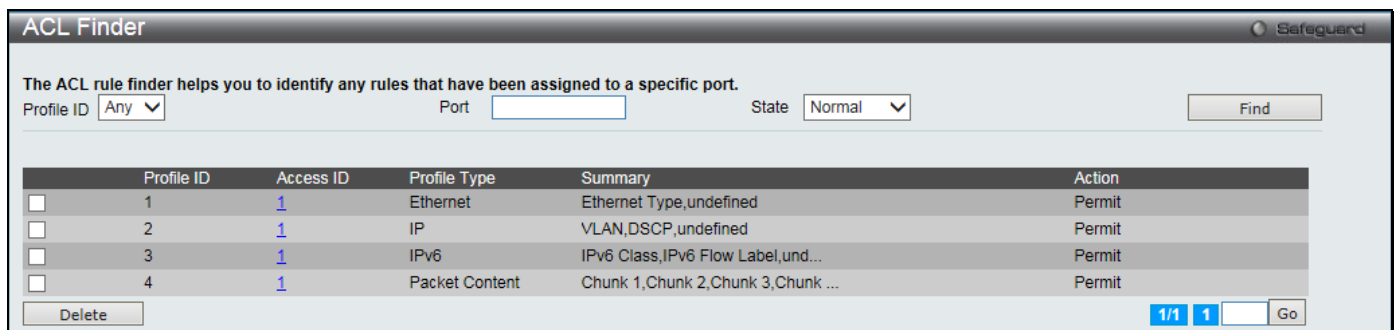 ACL Finder
Safeguard
The ACL rule finder helps you to identify any rules that have been assigned to a specific port.
Profile ID Any Port State Normal Find
Profile ID Access ID Profile Type Summary Action
1 1 Ethernet Ethernet Type,undefined Permit
2 1 IP VLAN,DSCP,undefined Permit
3 1 IPv6 IPv6 Class,IPv6 Flow Label,und... Permit
4 1 Packet Content Chunk 1,Chunk 2,Chunk 3,Chunk ... Permit
Delete 1/1 1 Go